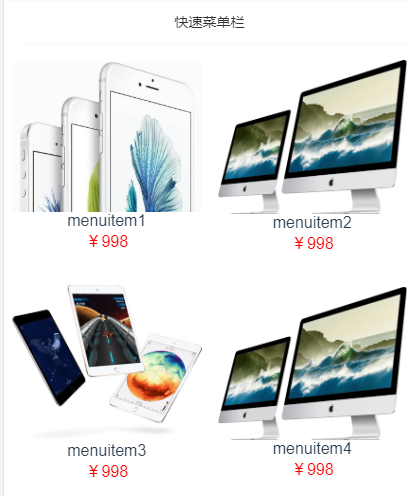 快速菜单栏
menuitem1
￥998
menuitem2
￥998
menuitem3
￥998
menuitem4
￥998